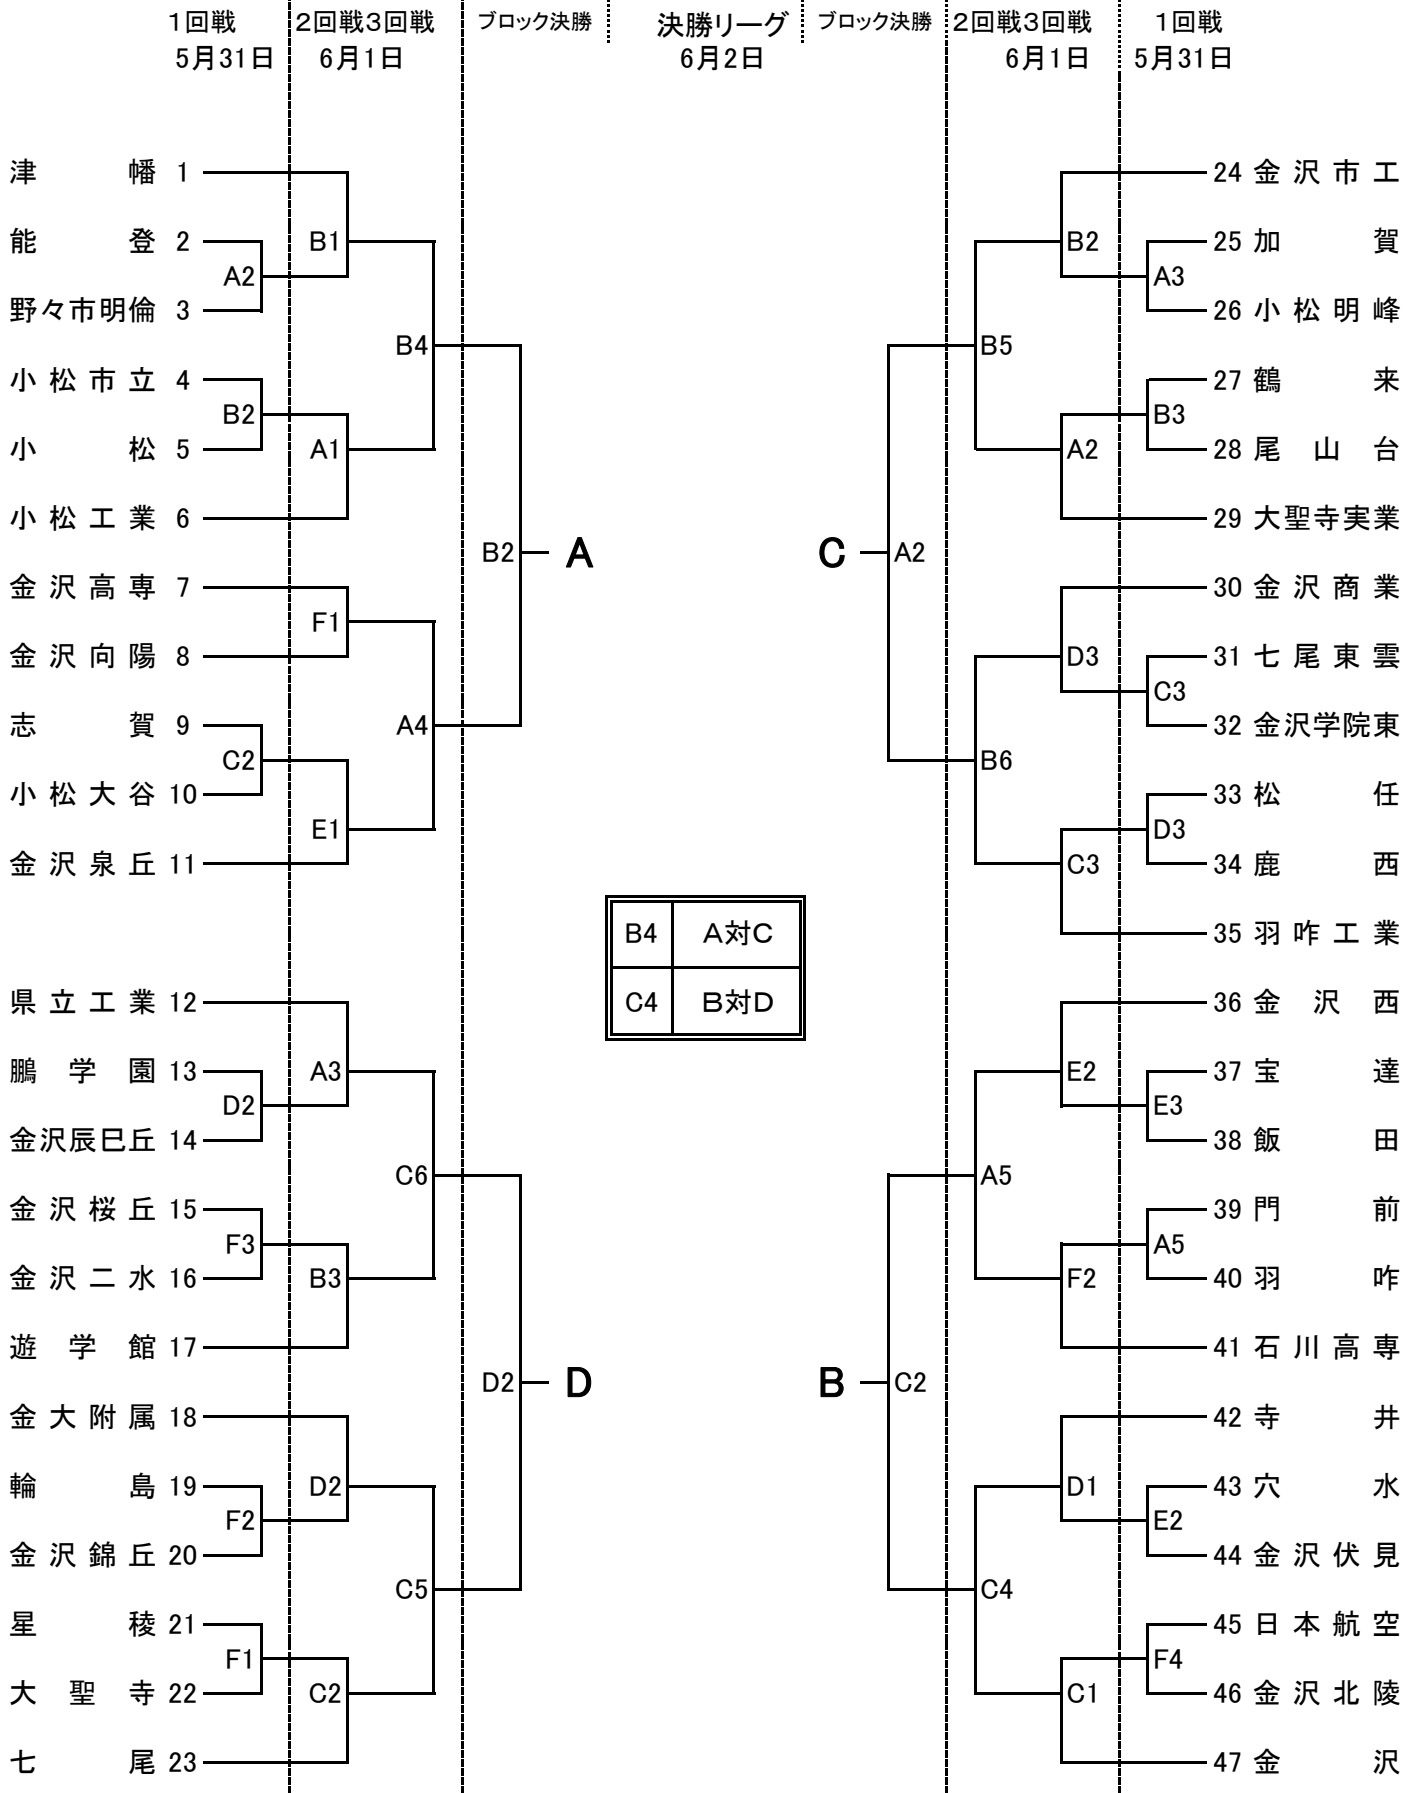 1回戦 2回戦3回戦 ブロック決勝 決勝リーグ ブロック決勝 2回戦3回戦 1回戦
5月31日 6月1日 6月2日 6月1日 5月31日
津幡 1 24 金沢市工
能登 2 B1 B2 25 加賀
A2 A3
野々市明倫 3 26 小松明峰
B4 B5
小松市立 4 27 鶴来
B2 B3
小松 5 A1 A2 28 尾山台
小松工業 6 29 大聖寺実業
B2 A C A2
金沢高専 7 30 金沢商業
F1
金沢向陽 8 D3 31 七尾東雲
C3
志賀 9 A4 32 金沢学院東
C2 B6
小松大谷 10 33 松任
E1 D3
金沢泉丘 11 C3 34 鹿西
B4 A対C 35 羽咋工業
県立工業 12 C4 B対D 36 金沢西
鵬学園 13 A3 E2 37 宝達
D2 E3
金沢辰巳丘 14 38 飯田
C6 A5
金沢桜丘 15 39 門前
F3 A5
金沢二水 16 B3 F2 40 羽咋
遊学館 17 41 石川高専
D2 D B C2
金大附属 18 42 寺井
輪島 19 D2 D1 43 穴水
F2 E2
金沢錦丘 20 44 金沢伏見
C5 C4
星稜 21 45 日本航空
F1 F4
大聖寺 22 C2 C1 46 金沢北陵
七尾 23 47 金沢